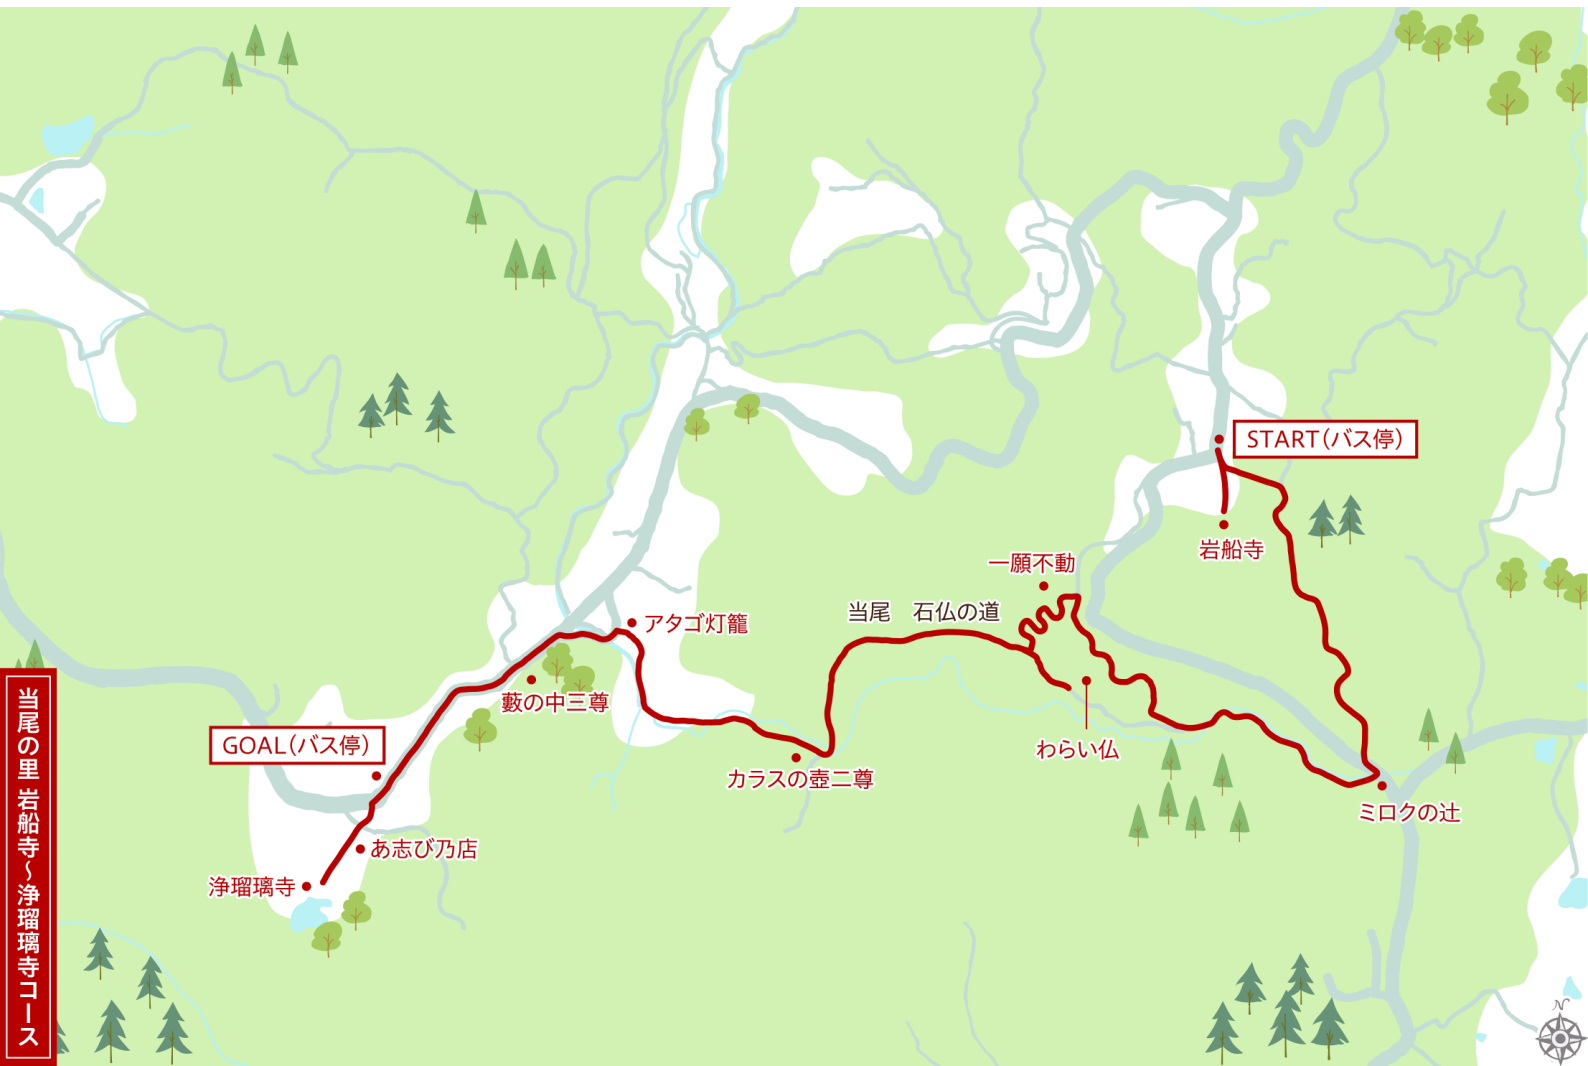 START(バス停)
岩船寺
一願不動
当尾　石仏の道
アタゴ灯籠
藪の中三尊
わらい仏
GOAL(バス停)
カラスの壺二尊
ミロクの辻
あ志び乃店
浄瑠璃寺
当尾の里 岩船寺〜浄瑠璃寺コース
N